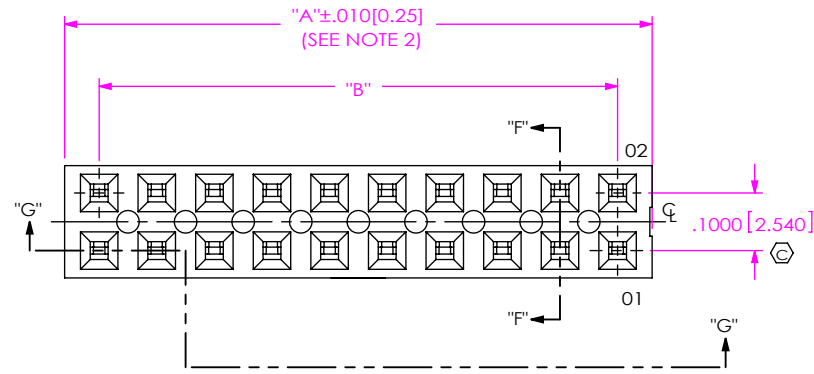 "A"±.010[0.25]
(SEE NOTE 2)
"B"
"F"
02
"G"
℄
.1000 [2.540]
C
01
"F"
"G"